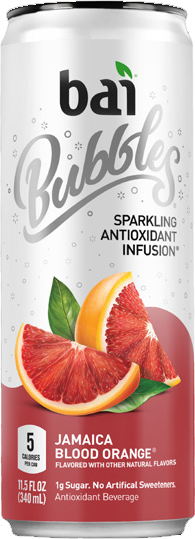 bai
Bubbles
SPARKLING
ANTIOXIDANT
INFUSION®
5
CALORIES
PER CAN
JAMAICA
BLOOD ORANGE®
FLAVORED WITH OTHER NATURAL FLAVORS
11.5 FL OZ
(340 mL)
1g Sugar. No Artifical Sweeteners.
Antioxidant Beverage